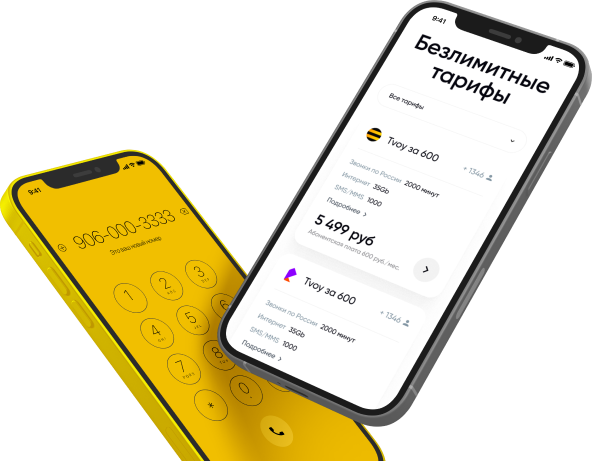 9:41
Безлимитные
тарифы
Все тарифы
Tvoy за 600
+ 1346
Звонки по России 2000 минут
Интернет 35Gb
SMS/MMS 1000
Подробнее
5 499 руб
Абонентская плата 600 руб./мес.
Tvoy за 600
+ 1346
Звонки по России 2000 минут
Интернет 35Gb
SMS/MMS 1000
Подробнее
9:41
906-000-3333
Это ваш новый номер
1
2
3
4
5
6
7
8
*
0